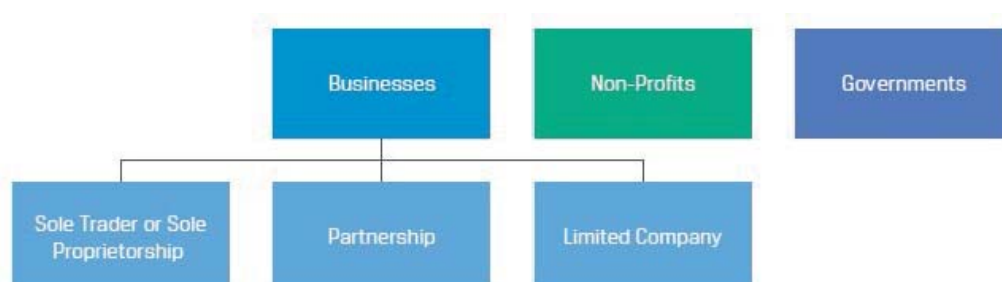 Businesses
Non-Profits
Governments
Sole Trader or Sole
Proprietorship
Partnership
Limited Company